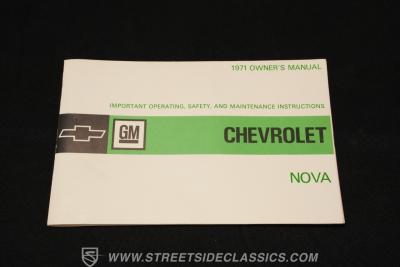 1971 OWNER'S MANUAL
IMPORTANT OPERATING, SAFETY, AND MAINTENANCE INSTRUCTIONS
GM
CHEVROLET
NOVA
WWW.STREETSIDECLASSICS.COM